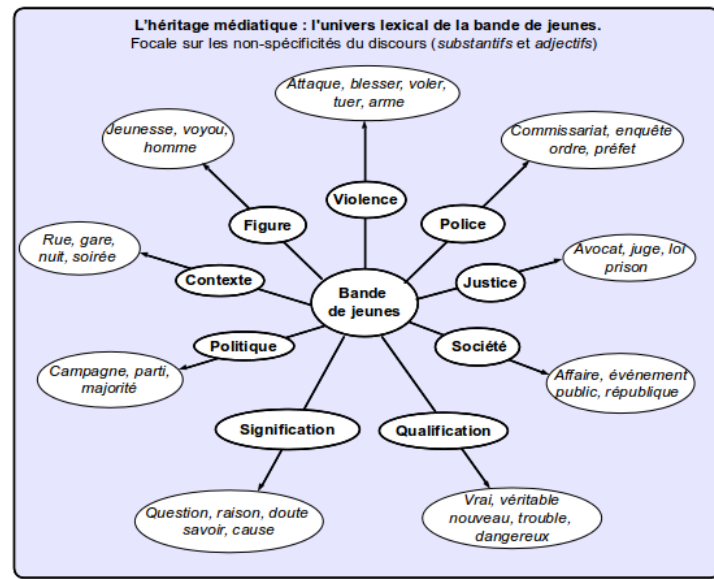 L'héritage médiatique : l'univers lexical de la bande de jeunes.
Focale sur les non-spécificités du discours (substantifs et adjectifs)
Attaque, blesser, voler,
tuer, arme
Jeunesse, voyou,
homme
Commissariat, enquête
ordre, préfet
Violence
Figure
Police
Rue, gare,
nuit, soirée
Contexte
Avocat, juge, loI
prison
Justice
Bande
de jeunes
Politique
Société
Campagne, parti,
majorité
Affaire, événement
public, république
Signification
Qualification
Question, raison, doute
savoir, cause
Vrai, véritable
nouveau, trouble,
dangereux